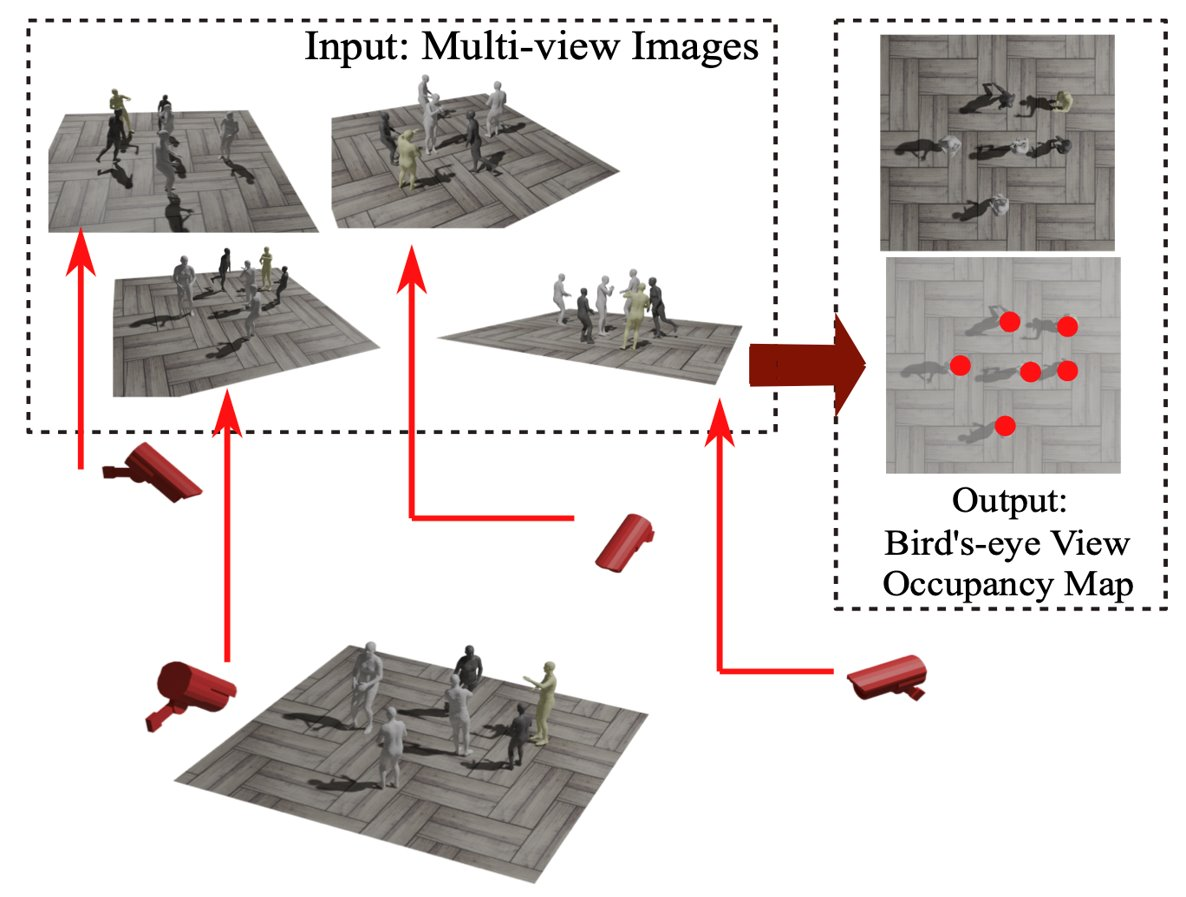 Input: Multi-view Images
Output:
Bird's-eye View
Occupancy Map